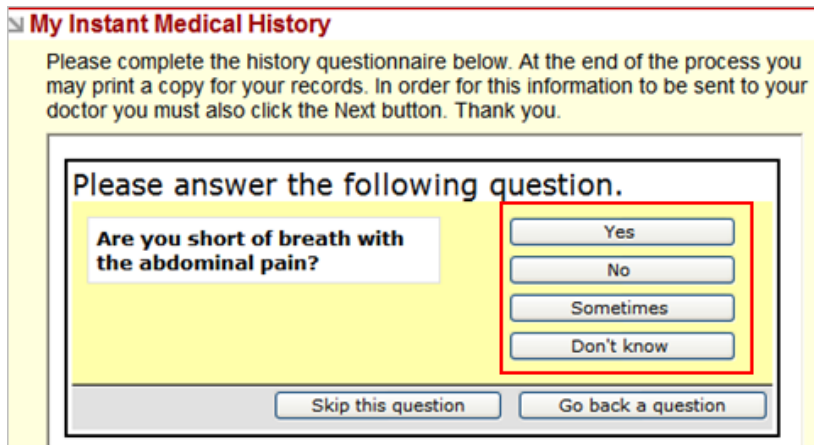 My Instant Medical History
Please complete the history questionnaire below. At the end of the process you
may print a copy for your records. In order for this information to be sent to your
doctor you must also click the Next button. Thank you.
Please answer the following question.
Are you short of breath with
the abdominal pain?
Yes
No
Sometimes
Don't know
Skip this question
Go back a question